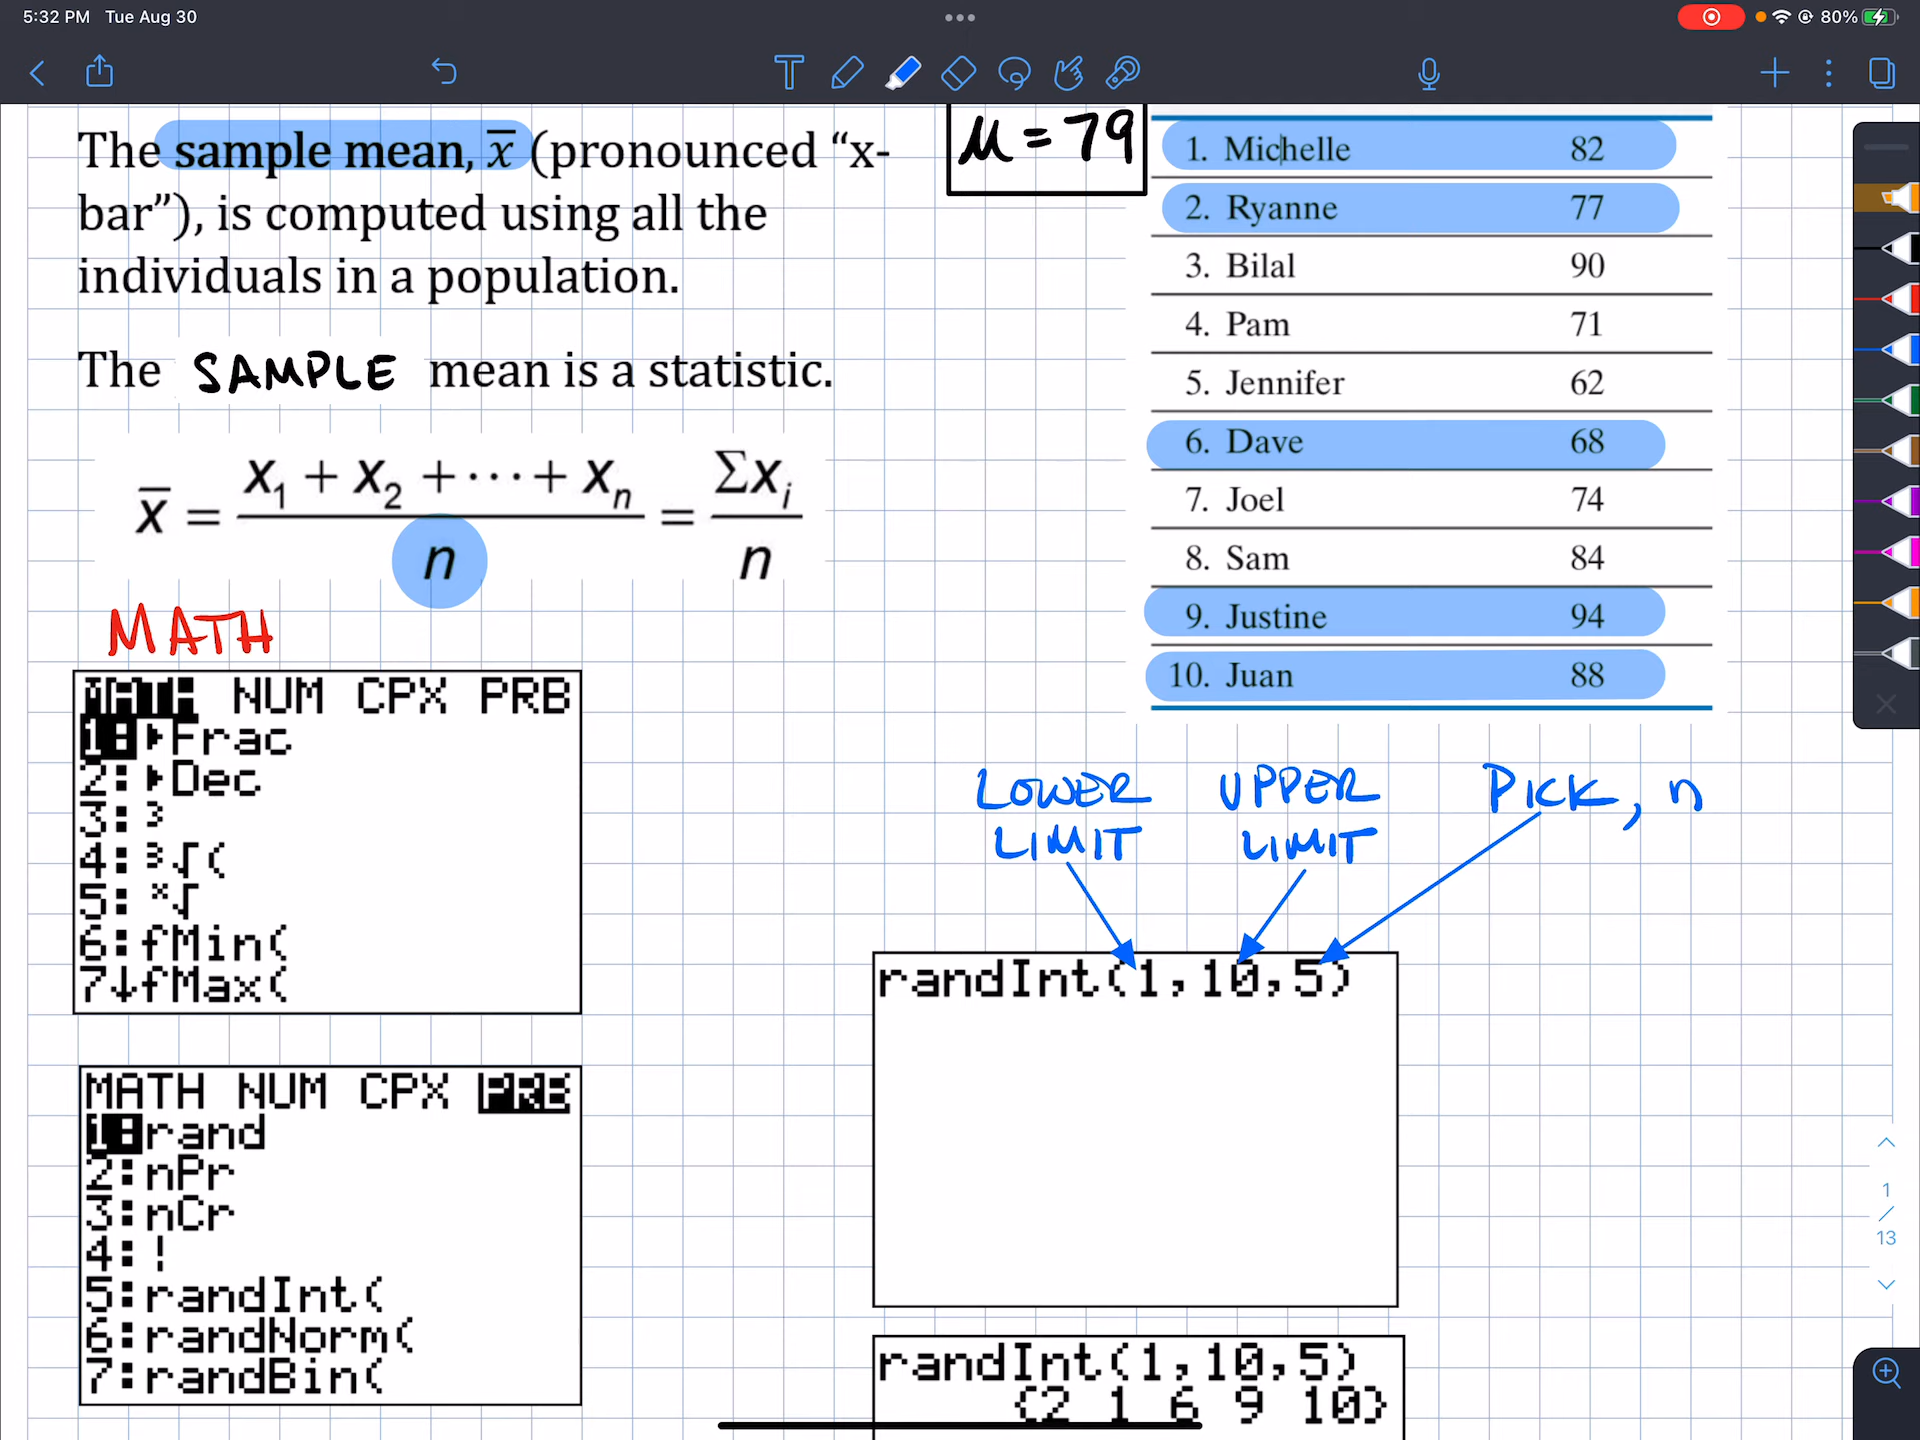 5:32 PM Tue Aug 30
80%
The sample mean, x̅ (pronounced “x-
bar”), is computed using all the
individuals in a population.
The SAMPLE mean is a statistic.
x̅ = (x₁ + x₂ + ⋯ + xₙ) / n = Σxᵢ / n
μ = 79
1. Michelle 82
2. Ryanne 77
3. Bilal 90
4. Pam 71
5. Jennifer 62
6. Dave 68
7. Joel 74
8. Sam 84
9. Justine 94
10. Juan 88
MATH
MATH NUM CPX PRB
1:▸Frac
2:▸Dec
3:³
4:³√(
5:ˣ√
6:fMin(
7↓fMax(
MATH NUM CPX PRB
1:rand
2:nPr
3:nCr
4:!
5:randInt(
6:randNorm(
7:randBin(
LOWER LIMIT
UPPER LIMIT
PICK, n
randInt(1,10,5)
randInt(1,10,5)
{2 1 6 9 10}
1
/
13